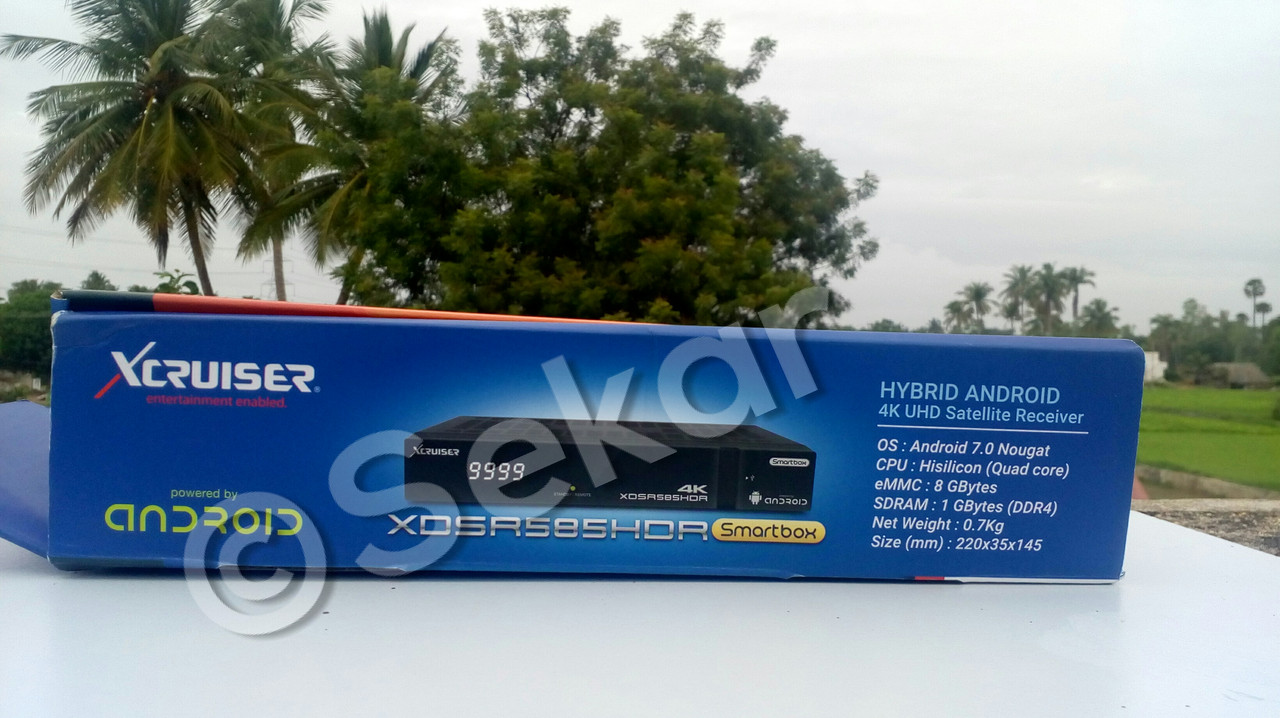 XCRUISER®
entertainment enabled.
powered by
ANDROID
XCRUISER
9999
Smartbox
4K
XDSR585HDR
ANDROID
XDSR585HDR Smartbox
HYBRID ANDROID
4K UHD Satellite Receiver
OS : Android 7.0 Nougat
CPU : Hisilicon (Quad core)
eMMC : 8 GBytes
SDRAM : 1 GBytes (DDR4)
Net Weight : 0.7Kg
Size (mm) : 220x35x145
© Sekar